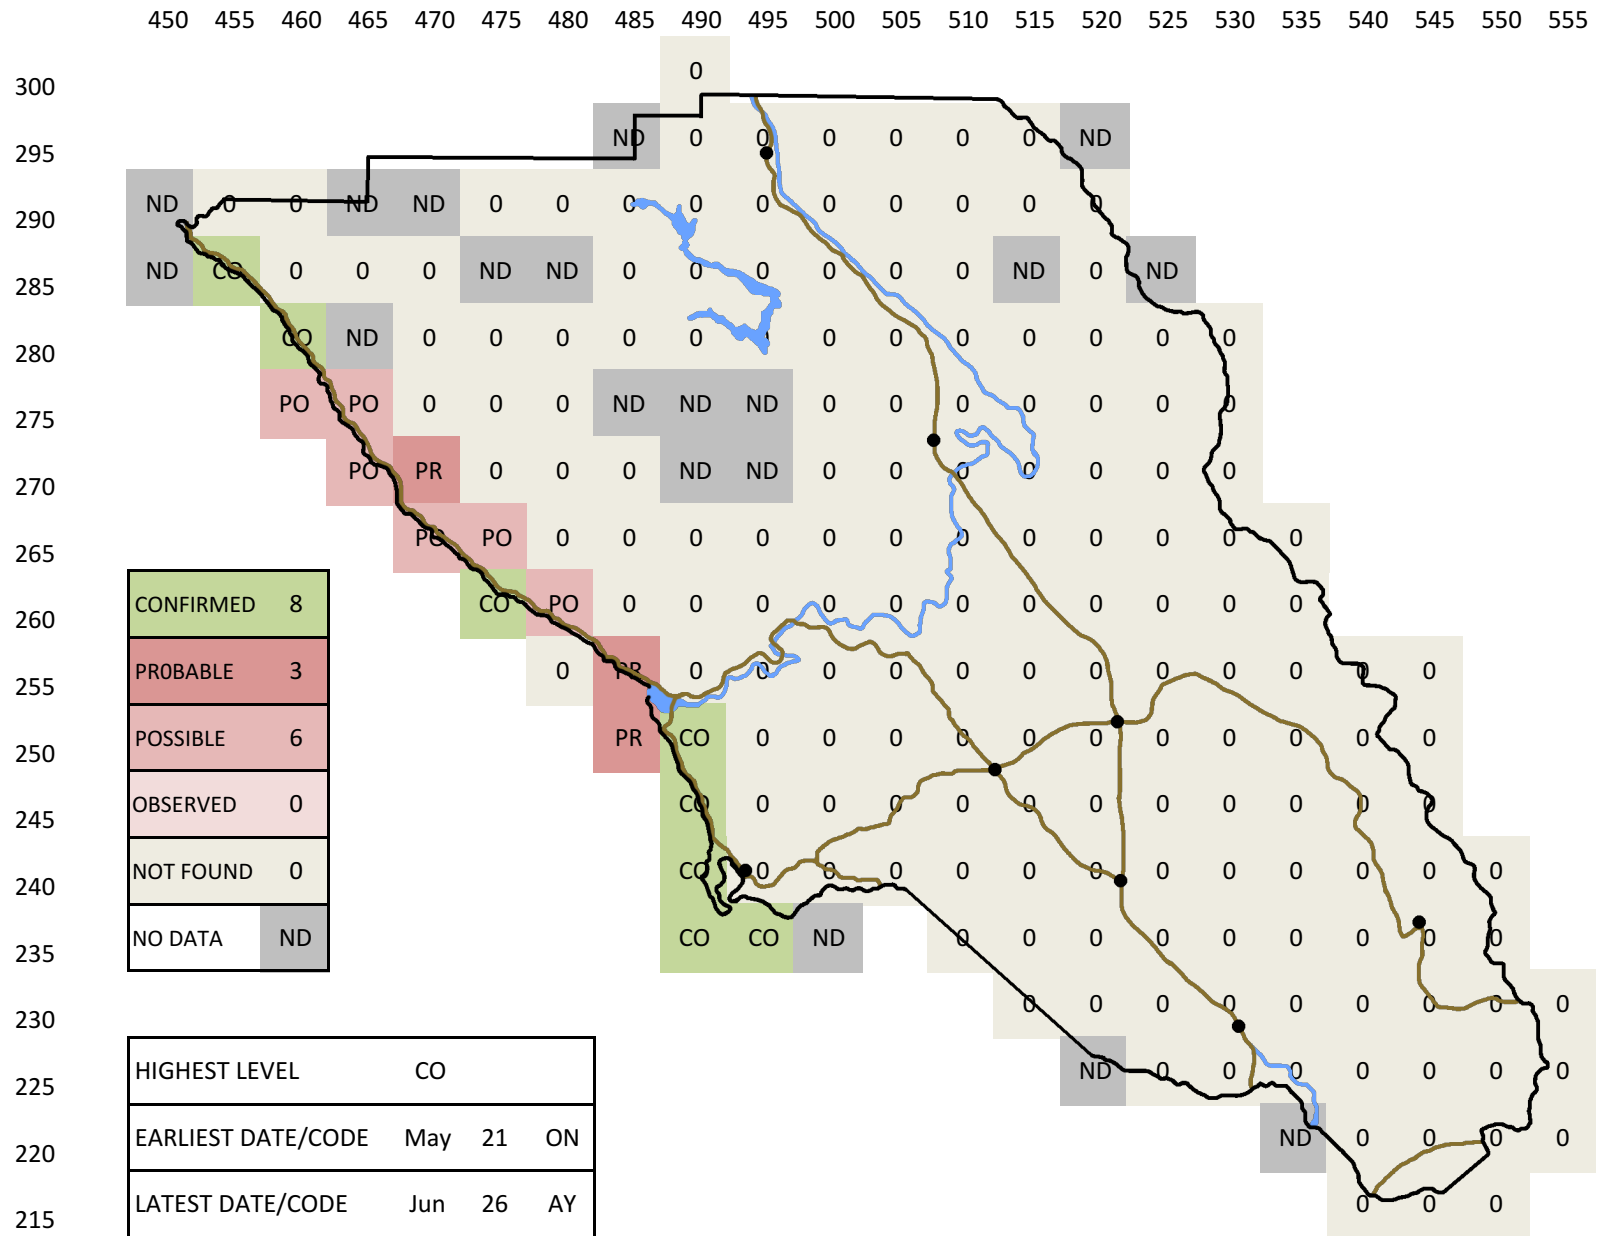 450 455 460 465 470 475 480 485 490 495 500 505 510 515 520 525 530 535 540 545 550 555
300 0
295 ND 0 0 0 0 0 0 ND
290 ND 0 0 ND ND 0 0 0 0 0 0 0 0 0 0
285 ND CO 0 0 0 ND ND 0 0 0 0 0 0 ND 0 ND
280 CO ND 0 0 0 0 0 0 0 0 0 0 0 0 0
275 PO PO 0 0 0 ND ND ND 0 0 0 0 0 0 0
270 PO PR 0 0 0 ND ND 0 0 0 0 0 0 0
265 PO PO 0 0 0 0 0 0 0 0 0 0 0 0
260 CONFIRMED 8 CO PO 0 0 0 0 0 0 0 0 0 0 0
255 PR0BABLE 3 0 PR 0 0 0 0 0 0 0 0 0 0 0 0
250 POSSIBLE 6 PR CO 0 0 0 0 0 0 0 0 0 0 0
245 OBSERVED 0 CO 0 0 0 0 0 0 0 0 0 0 0
240 NOT FOUND 0 CO 0 0 0 0 0 0 0 0 0 0 0 0
235 NO DATA ND CO CO ND 0 0 0 0 0 0 0 0 0
230 0 0 0 0 0 0 0 0 0
225 HIGHEST LEVEL CO ND 0 0 0 0 0 0 0
220 EARLIEST DATE/CODE May 21 ON ND 0 0 0 0
215 LATEST DATE/CODE Jun 26 AY 0 0 0